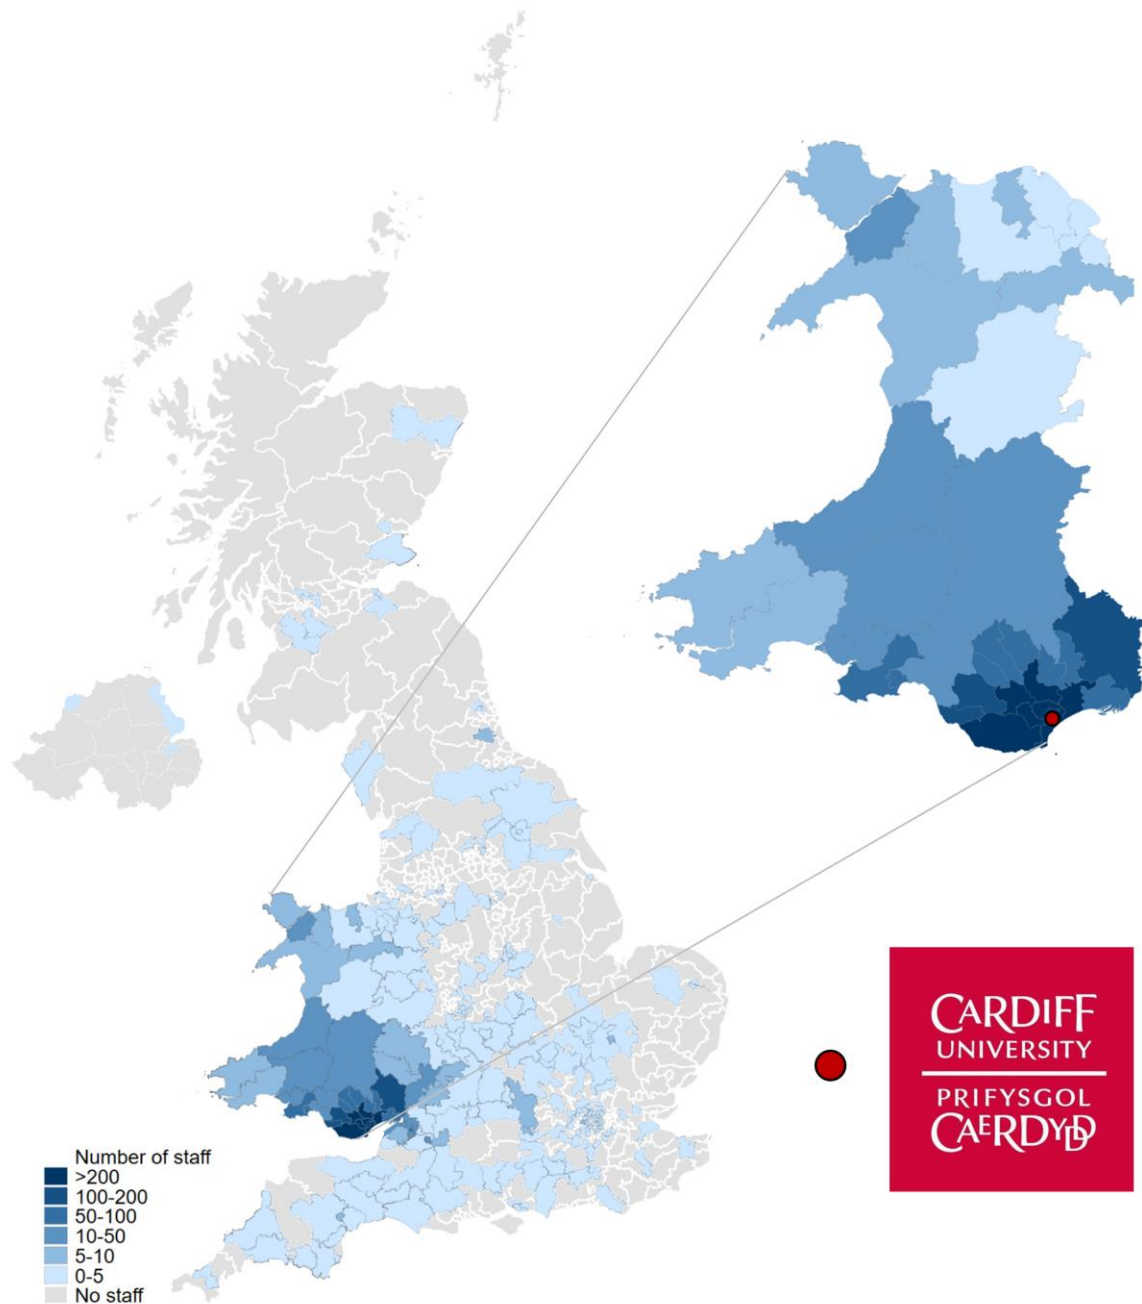 CARDIFF
UNIVERSITY
PRIFYSGOL
CAERDYDD
Number of staff
>200
100-200
50-100
10-50
5-10
0-5
No staff